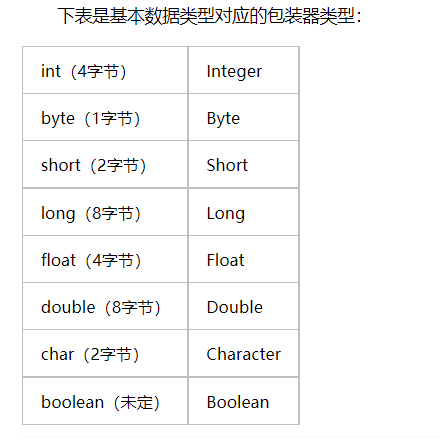 下表是基本数据类型对应的包装器类型：
int（4字节） Integer
byte（1字节） Byte
short（2字节） Short
long（8字节） Long
float（4字节） Float
double（8字节） Double
char（2字节） Character
boolean（未定） Boolean